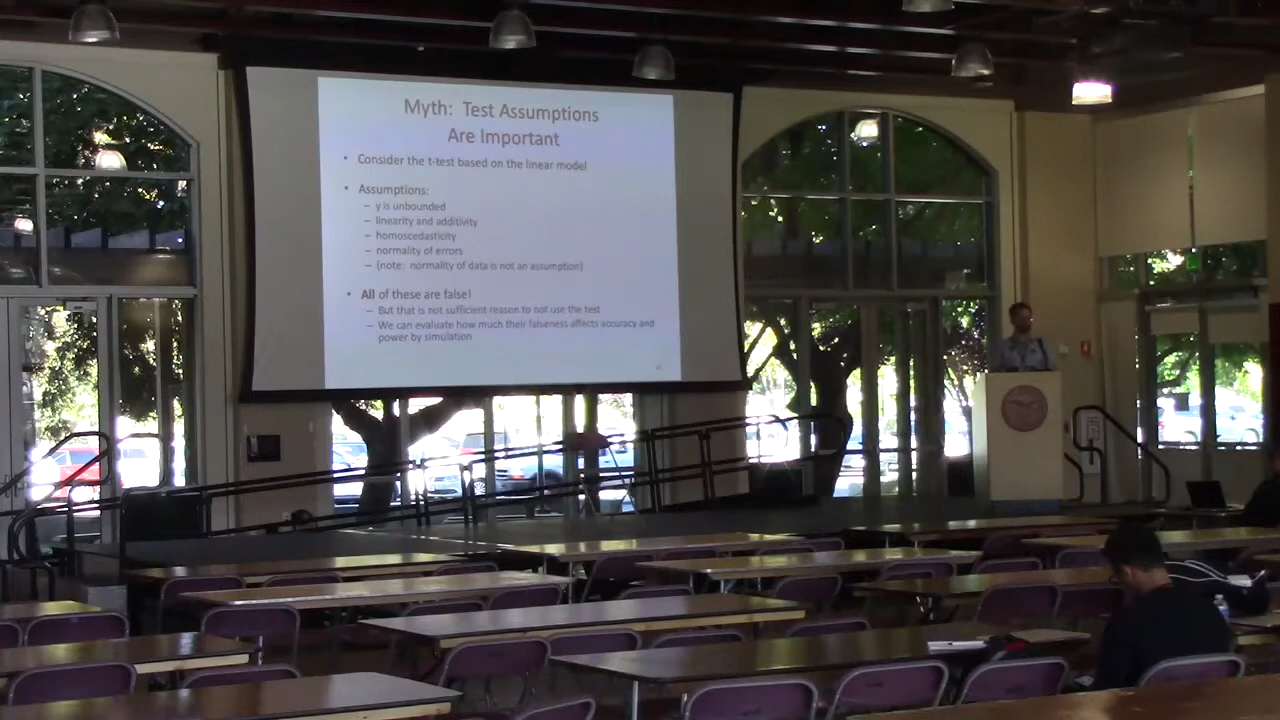 Myth: Test Assumptions
Are Important
• Consider the t-test based on the linear model
• Assumptions:
– y is unbounded
– linearity and additivity
– homoscedasticity
– normality of errors
– (note: normality of data is not an assumption)
• All of these are false!
– But that is not sufficient reason to not use the test
– We can evaluate how much their falseness affects accuracy and
power by simulation